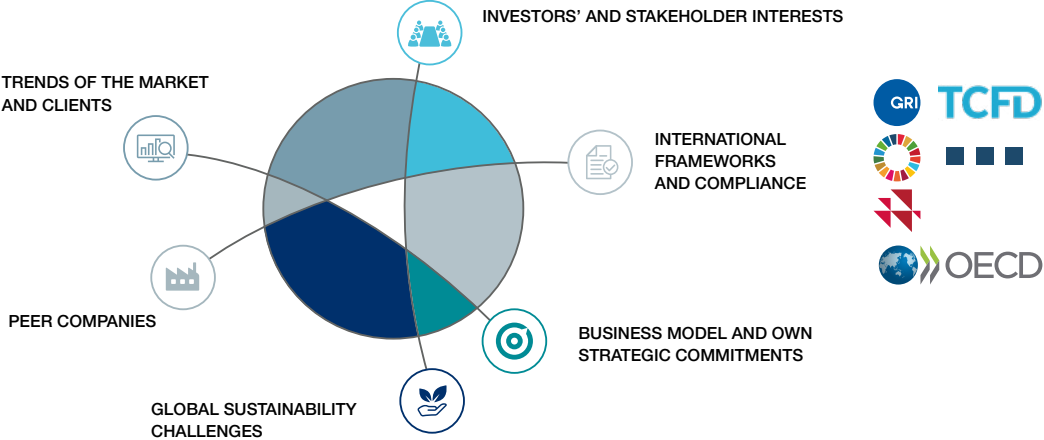 INVESTORS’ AND STAKEHOLDER INTERESTS
TRENDS OF THE MARKET
AND CLIENTS
INTERNATIONAL
FRAMEWORKS
AND COMPLIANCE
GRI
TCFD
OECD
PEER COMPANIES
BUSINESS MODEL AND OWN
STRATEGIC COMMITMENTS
GLOBAL SUSTAINABILITY
CHALLENGES